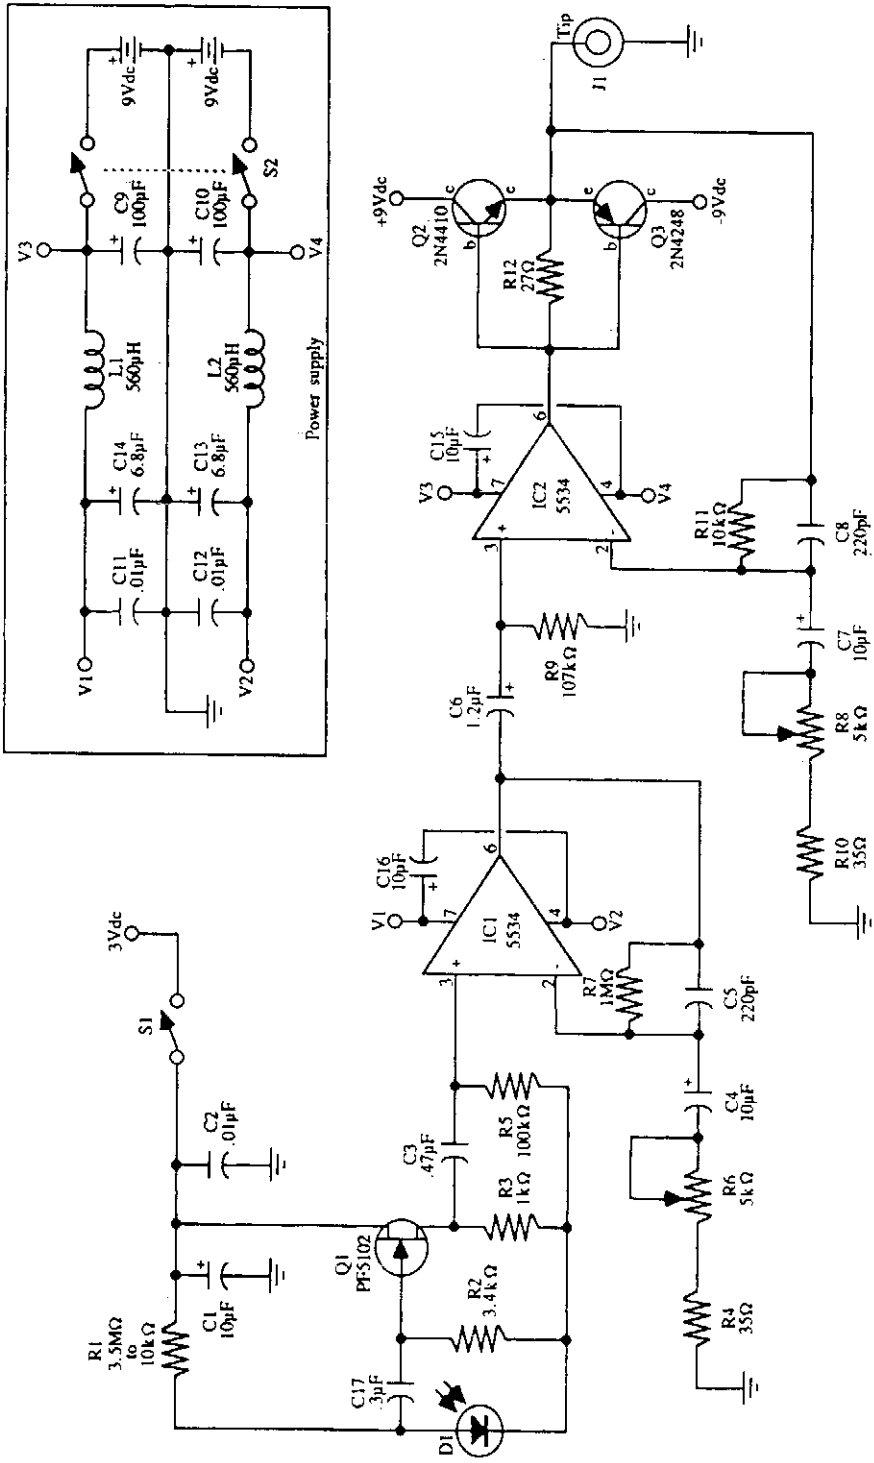 R1
3.5MΩ
to
10kΩ
C1
10µF
+
C2
.01µF
S1
3Vdc
D1
C17
.3µF
R2
3.4kΩ
Q1
PF5102
C3
.47µF
R3
1kΩ
R5
100kΩ
IC1
5534
3
+
2
-
7
4
6
V1
V2
C16
10µF
+
R4
35Ω
R6
5kΩ
C4
10µF
+
R7
1MΩ
C5
220pF
C6
1.2µF
+
R9
107kΩ
IC2
5534
3
+
2
-
7
4
6
V3
V4
C15
10µF
+
R10
35Ω
R8
5kΩ
C7
10µF
+
R11
10kΩ
C8
220pF
R12
27Ω
+9Vdc
Q2
2N4410
b
c
e
Q3
2N4248
b
e
c
-9Vdc
J1
Tip
V1
V2
C11
.01µF
C12
.01µF
C14
6.8µF
+
C13
6.8µF
+
L1
560µH
L2
560µH
V3
V4
C9
100µF
+
C10
100µF
+
S2
9Vdc
+
9Vdc
+
Power supply